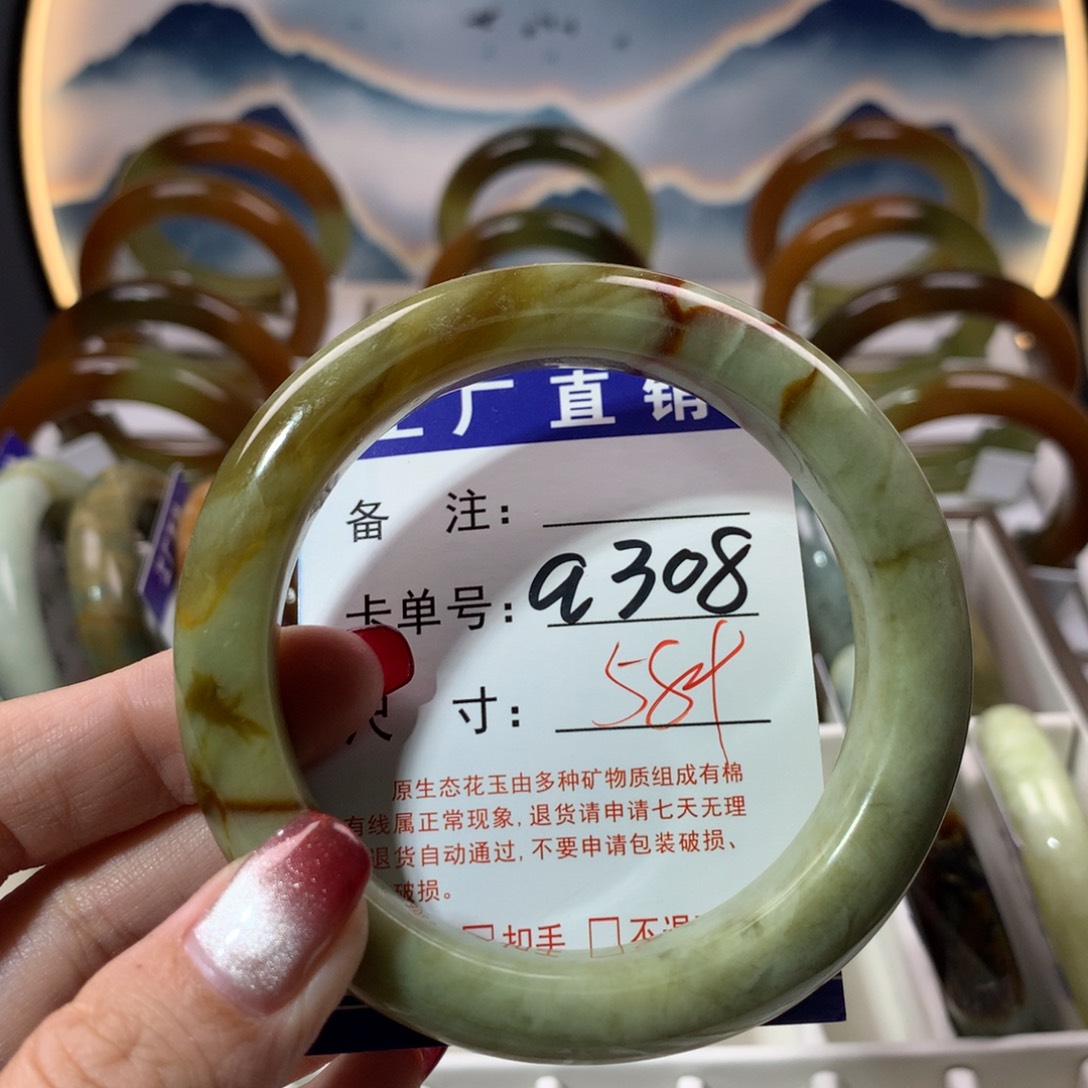 工厂直销
备 注:
卡单号: a308
尺 寸: 584
原生态花玉由多种矿物质组成有棉
有线属正常现象,退货请申请七天无理
退货自动通过,不要申请包装破损、
破损。
扣手 □不退